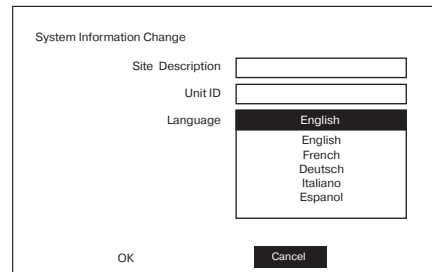 System Information Change
Site Description
Unit ID
Language English
English
French
Deutsch
Italiano
Espanol
OK Cancel